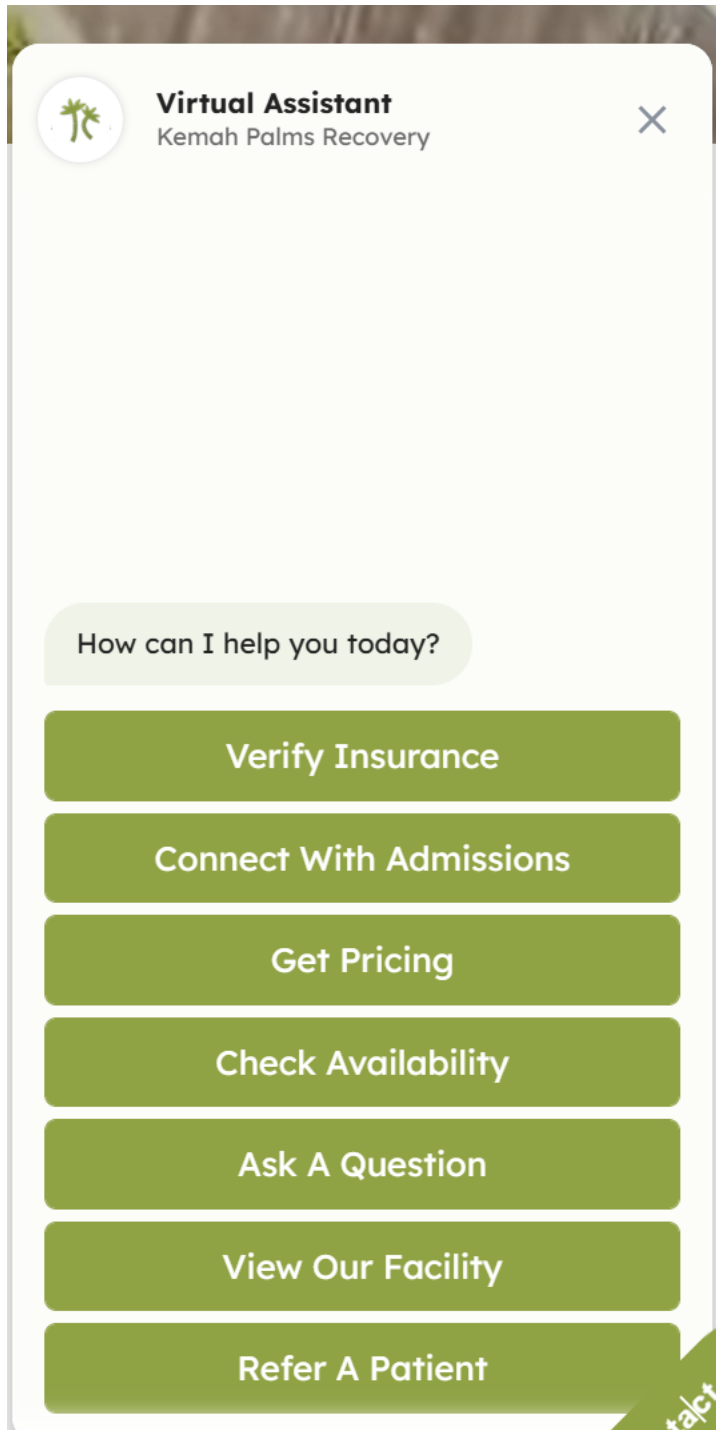 Virtual Assistant
Kemah Palms Recovery
How can I help you today?
Verify Insurance
Connect With Admissions
Get Pricing
Check Availability
Ask A Question
View Our Facility
Refer A Patient